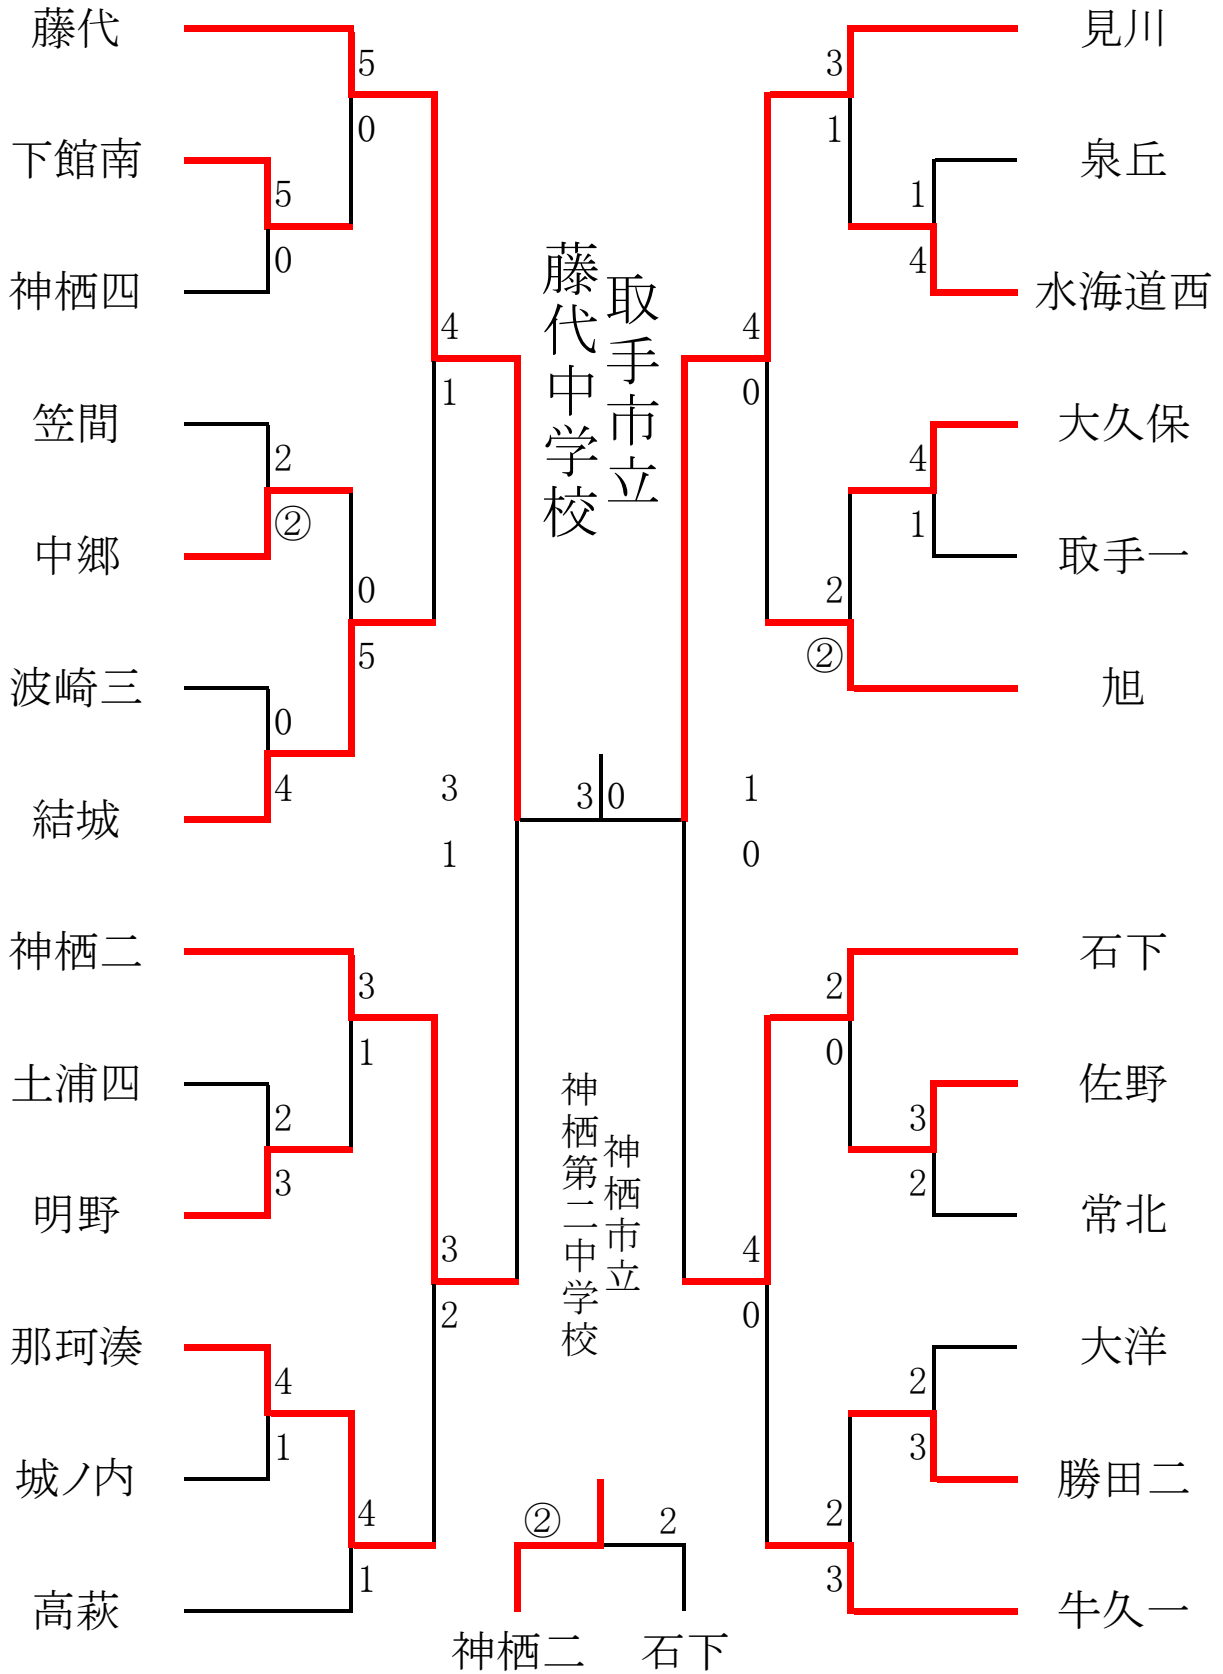 藤代
5
0
下館南
5
0
神栖四
4
1
笠間
2
②
中郷
0
5
波崎三
0
4
結城
3
1
神栖二
3
1
土浦四
2
3
明野
3
2
那珂湊
4
1
城ノ内
4
1
高萩
取手市立
藤代中学校
3 0
神栖市立
神栖第二中学校
② 2
神栖二 石下
見川
3
1
泉丘
1
4
水海道西
4
0
大久保
4
1
取手一
2
②
旭
1
0
石下
2
0
佐野
3
2
常北
4
0
大洋
2
3
勝田二
2
3
牛久一